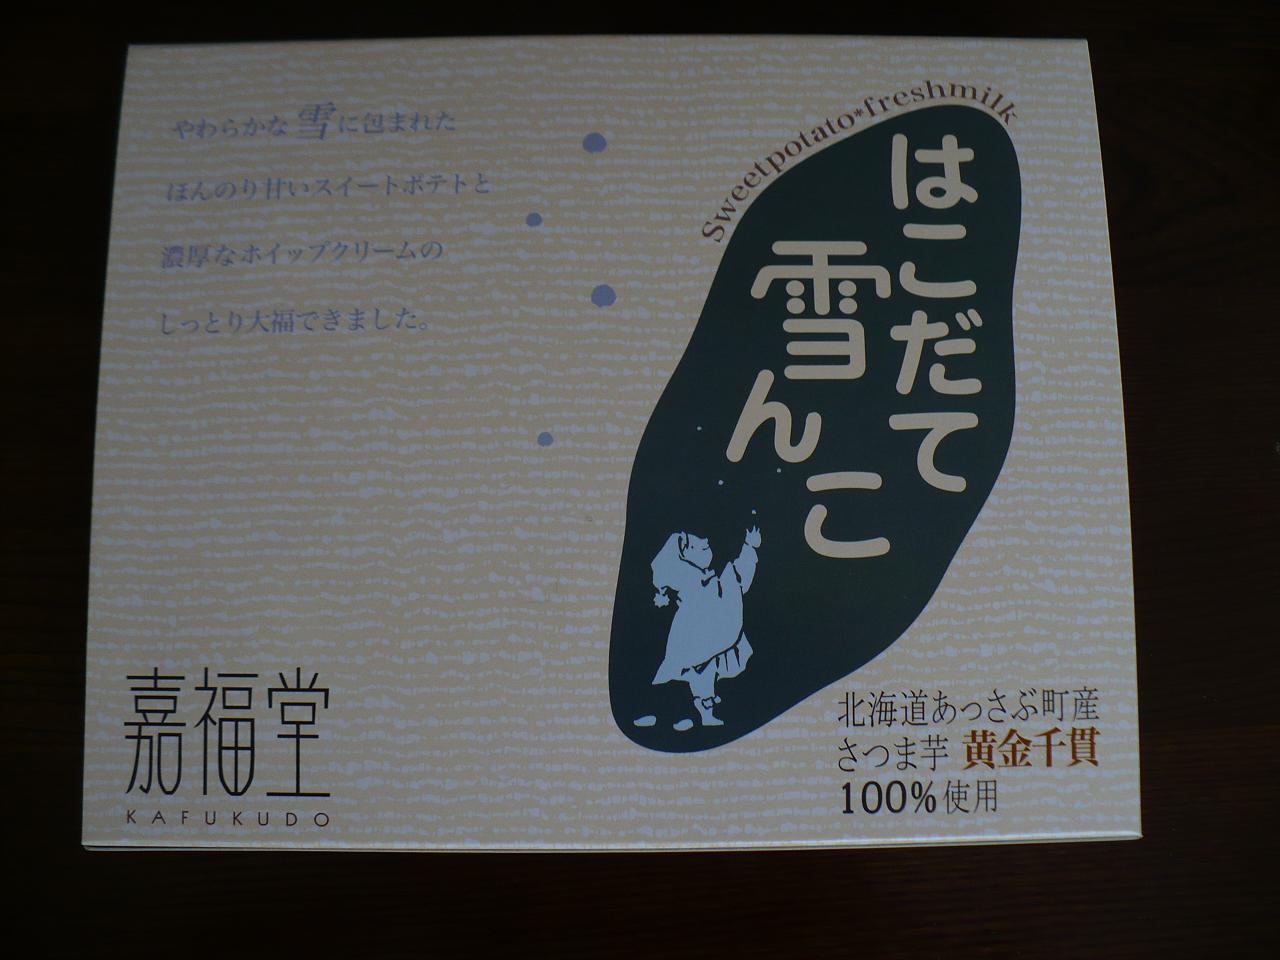 やわらかな雪に包まれた
ほんのり甘いスイートポテトと
濃厚なホイップクリームの
しっとり大福できました。
Sweetpotato*freshmilk
はこだて
雪んこ
嘉福堂
KAFUKUDO
北海道あっさぶ町産
さつま芋 黄金千貫
100%使用